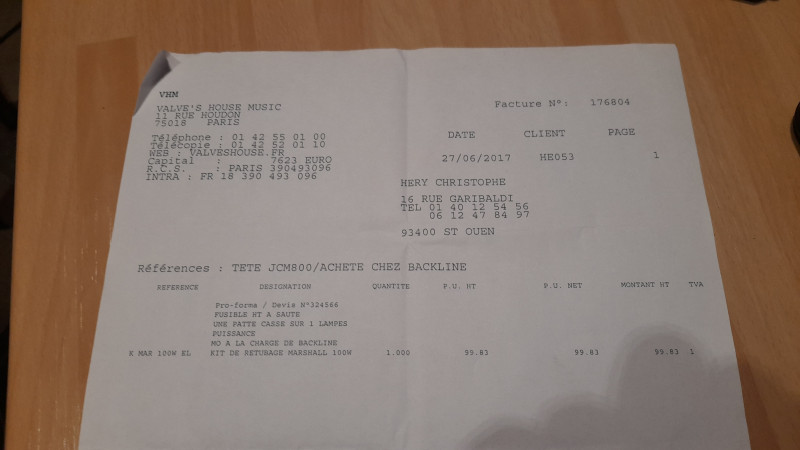 VHM
VALVE'S HOUSE MUSIC
11 RUE HOUDON
75018 PARIS
Téléphone : 01 42 55 01 00
Télécopie : 01 42 52 01 10
WEB : VALVESHOUSE.FR
Capital : 7623 EURO
R.C.S. : PARIS 390493096
INTRA : FR 18 390 493 096
Facture N°: 176804
DATE CLIENT PAGE
27/06/2017 HE053 1
HERY CHRISTOPHE
16 RUE GARIBALDI
TEL 01 40 12 54 56
06 12 47 84 97
93400 ST OUEN
Références : TETE JCM800/ACHETE CHEZ BACKLINE
REFERENCE DESIGNATION QUANTITE P.U. HT P.U. NET MONTANT HT TVA
Pro-forma / Devis N°324566
FUSIBLE HT A SAUTE
UNE PATTE CASSE SUR 1 LAMPES
PUISSANCE
MO A LA CHARGE DE BACKLINE
K MAR 100W EL KIT DE RETUBAGE MARSHALL 100W 1.000 99.83 99.83 99.83 1